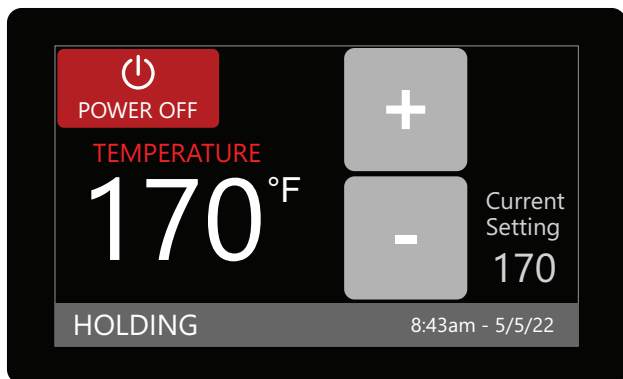 POWER OFF
+
TEMPERATURE
170°F
-
Current
Setting
170
HOLDING
8:43am - 5/5/22